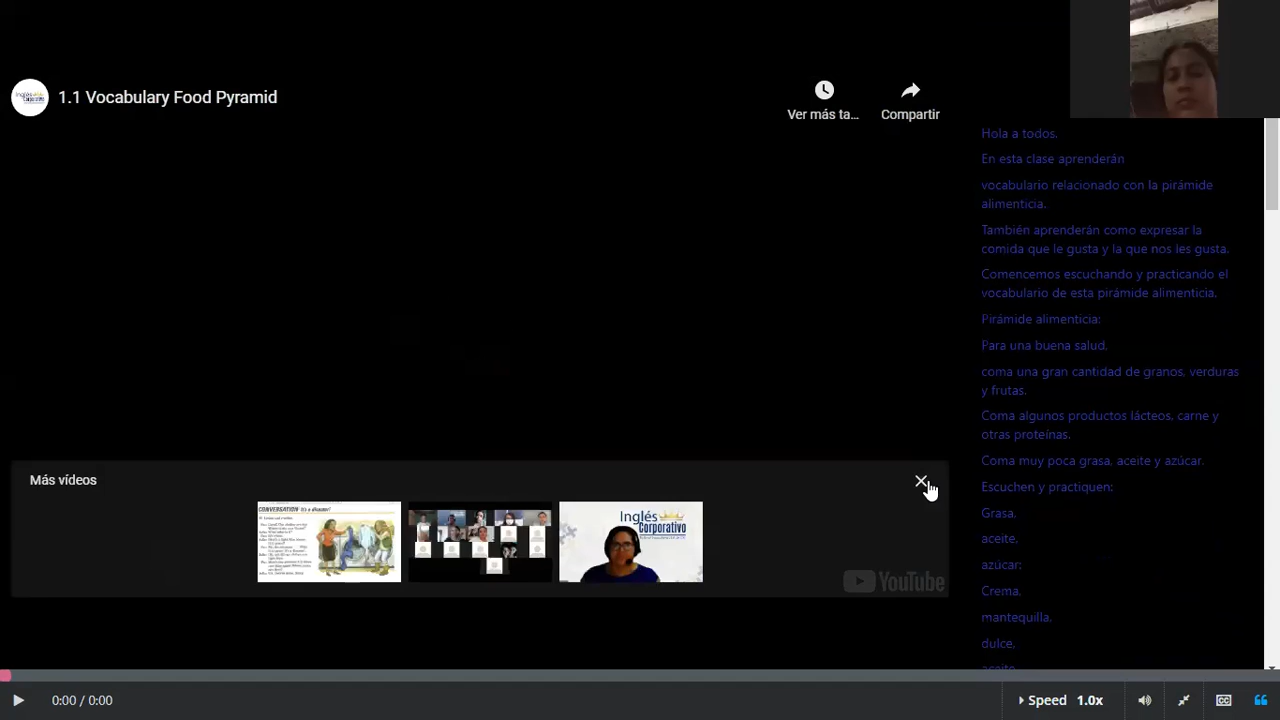 1.1 Vocabulary Food Pyramid
Ver más ta...
Compartir
Hola a todos.
En esta clase aprenderán
vocabulario relacionado con la pirámide
alimenticia.
También aprenderán como expresar la
comida que le gusta y la que nos les gusta.
Comencemos escuchando y practicando el
vocabulario de esta pirámide alimenticia.
Pirámide alimenticia:
Para una buena salud,
coma una gran cantidad de granos, verduras
y frutas.
Coma algunos productos lácteos, carne y
otras proteínas.
Coma muy poca grasa, aceite y azúcar.
Escuchen y practiquen:
Grasa,
aceite,
azúcar;
Crema,
mantequilla,
dulce,
aceite
Más vídeos
CONVERSATION It's a disaster!
Inglés
Corporativo
YouTube
0:00 / 0:00
Speed 1.0x
CC